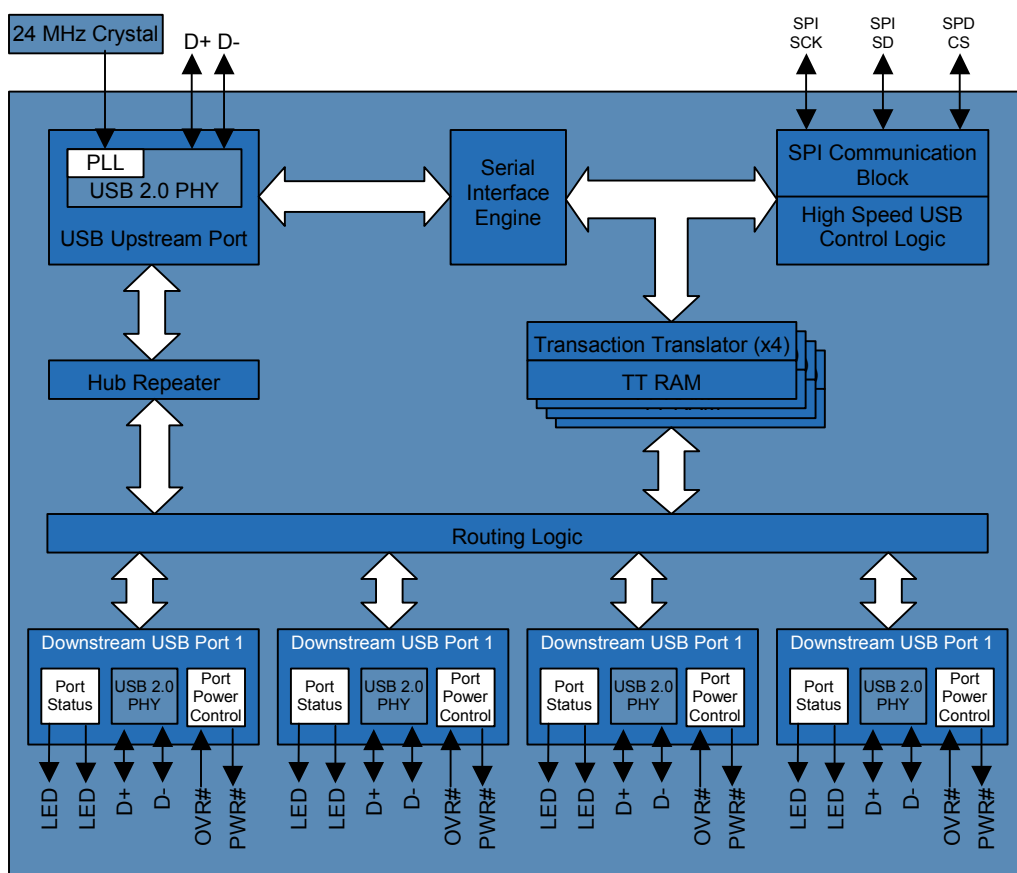 24 MHz Crystal
D+ D-
SPI
SCK
SPI
SD
SPD
CS
PLL
USB 2.0 PHY
USB Upstream Port
Serial
Interface
Engine
SPI Communication
Block
High Speed USB
Control Logic
Transaction Translator (x4)
TT RAM
Hub Repeater
Routing Logic
Downstream USB Port 1
Port
Status
USB 2.0
PHY
Port
Power
Control
LED
LED
D+
D-
OVR#
PWR#
Downstream USB Port 1
Port
Status
USB 2.0
PHY
Port
Power
Control
LED
LED
D+
D-
OVR#
PWR#
Downstream USB Port 1
Port
Status
USB 2.0
PHY
Port
Power
Control
LED
LED
D+
D-
OVR#
PWR#
Downstream USB Port 1
Port
Status
USB 2.0
PHY
Port
Power
Control
LED
LED
D+
D-
OVR#
PWR#